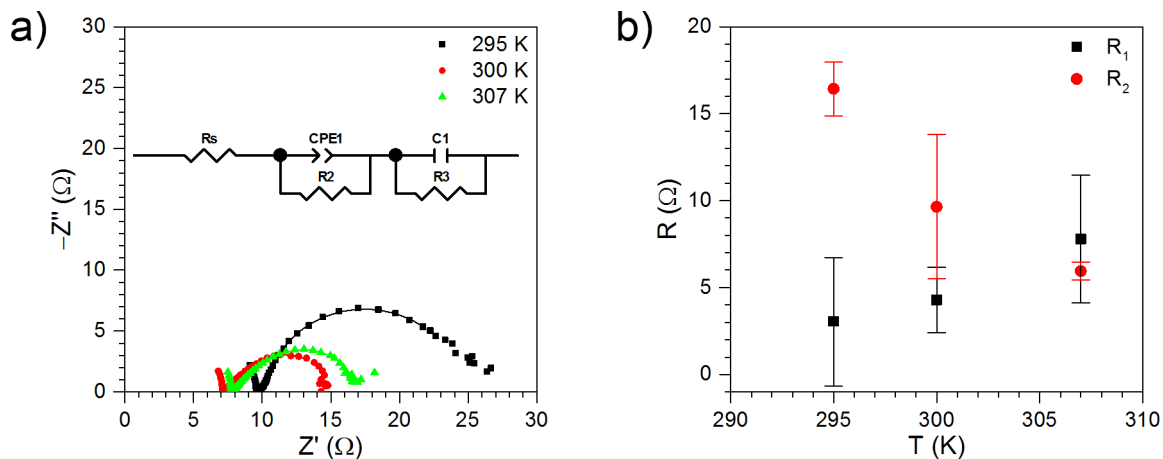 a)
30
25
20
15
10
5
0
0 5 10 15 20 25 30
−Z'' (Ω)
Z' (Ω)
295 K
300 K
307 K
Rs
CPE1
C1
R2
R3
b)
20
15
10
5
0
290 295 300 305 310
R (Ω)
T (K)
R₁
R₂